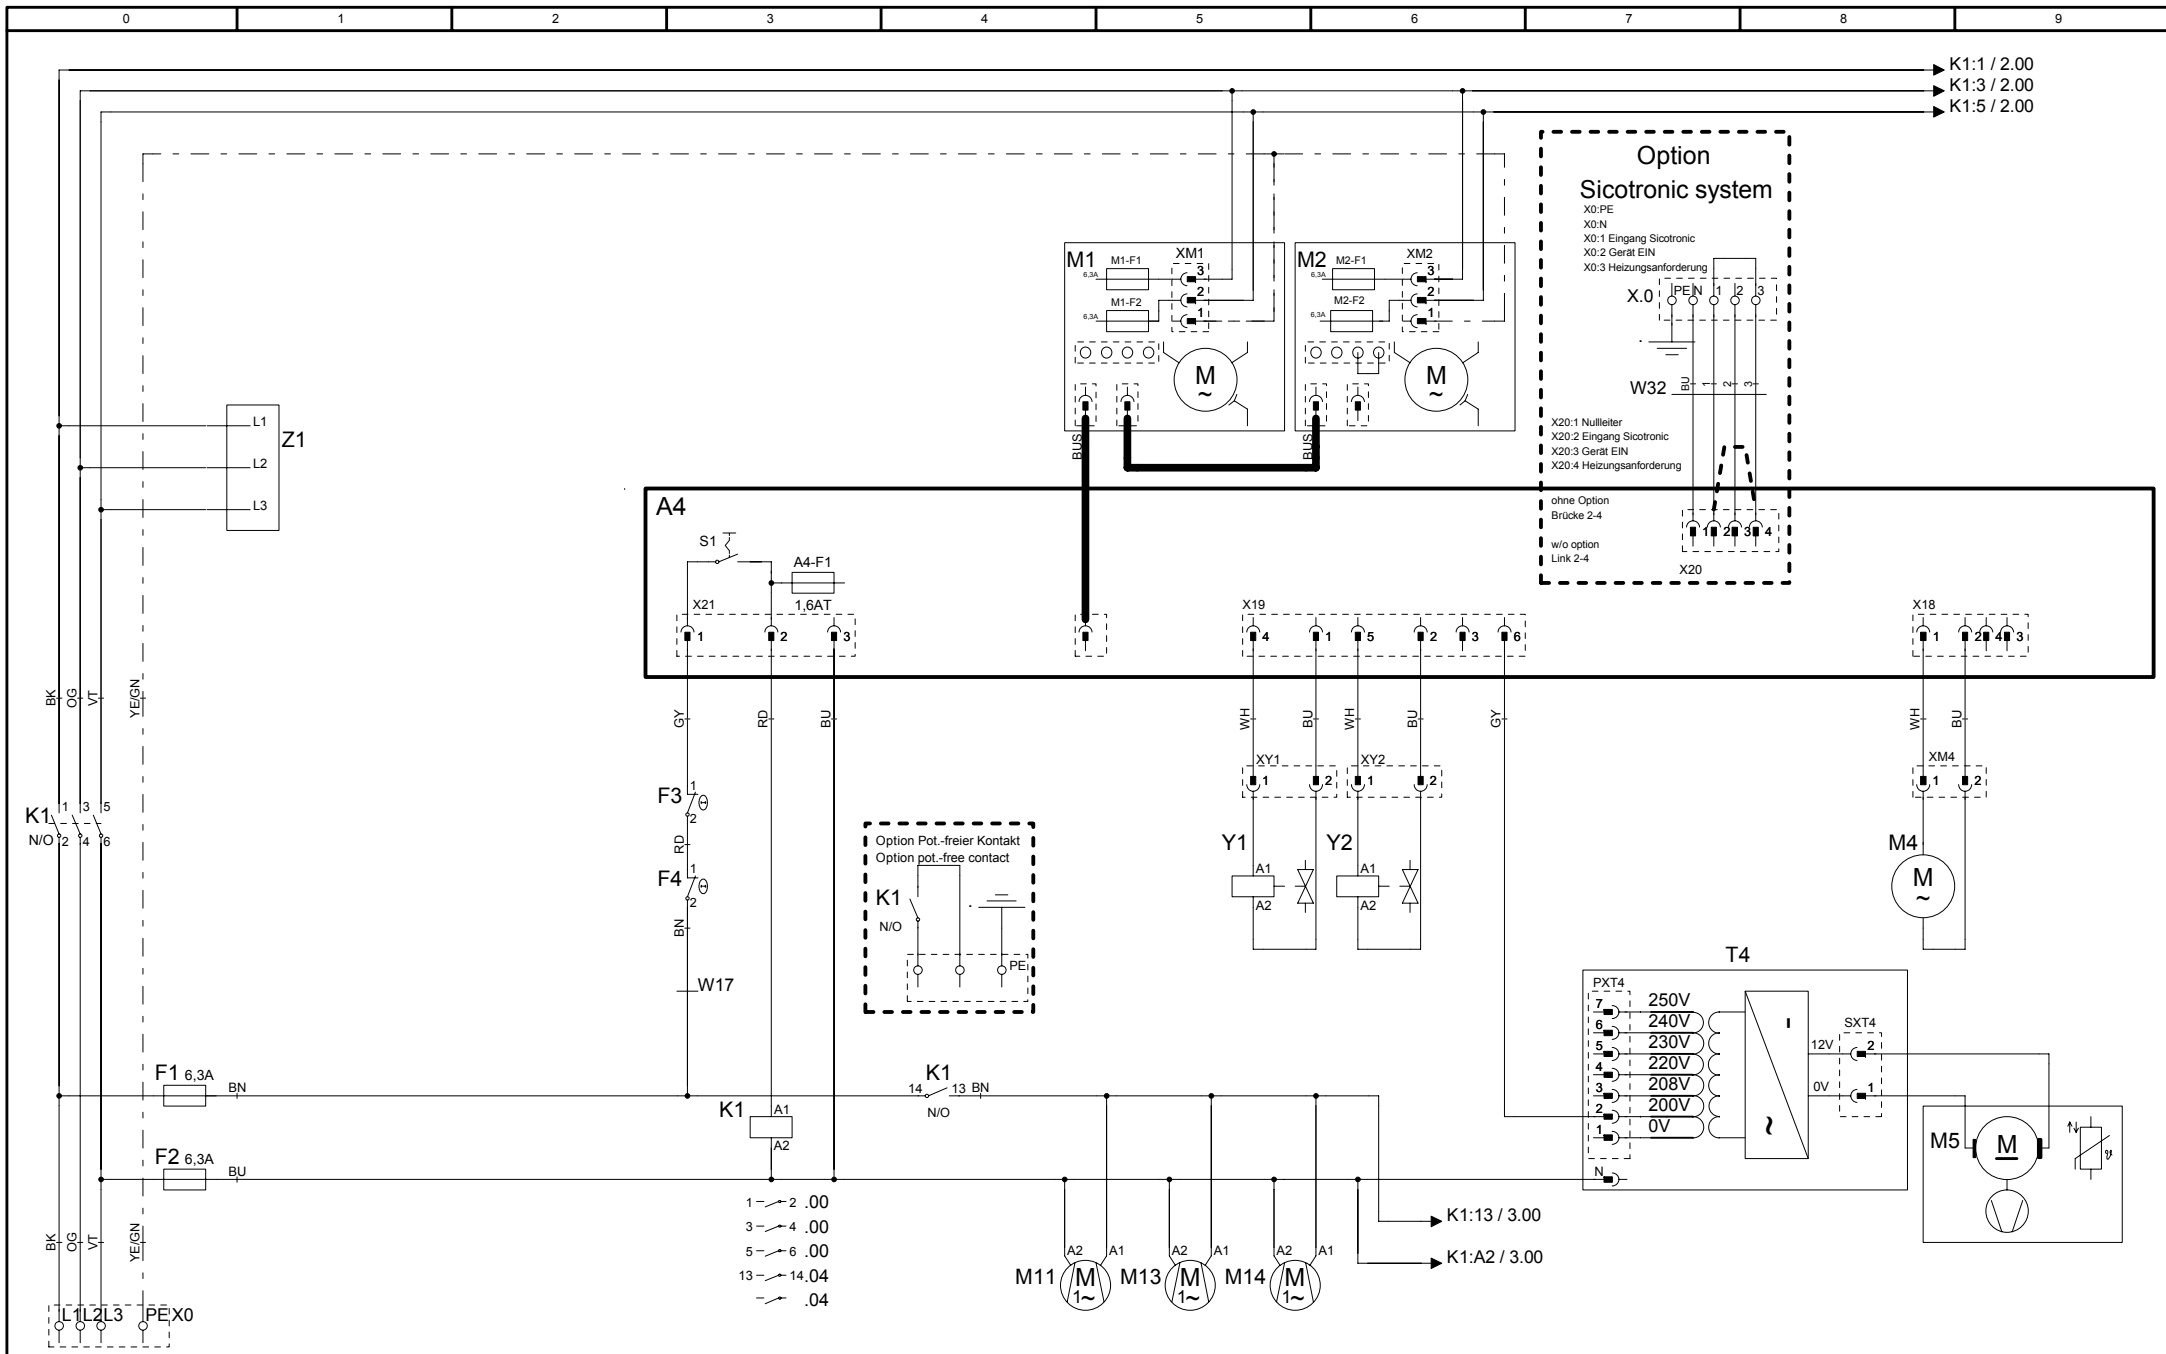 0 1 2 3 4 5 6 7 8 9
K1:1 / 2.00
K1:3 / 2.00
K1:5 / 2.00
Option
Sicotronic system
X0:PE
X0:N
X0:1 Eingang Sicotronic
X0:2 Gerät EIN
X0:3 Heizungsanforderung
X.0 PE N 1 2 3
W32 BU 1 2 3
X20:1 Nullleiter
X20:2 Eingang Sicotronic
X20:3 Gerät EIN
X20:4 Heizungsanforderung
ohne Option
Brücke 2-4
w/o option
Link 2-4
1 2 3 4
X20
M1 M1-F1 XM1
6,3A 3
M1-F2 2
6,3A 1
M
~
BUS
M2 M2-F1 XM2
6,3A 3
M2-F2 2
6,3A 1
M
~
BUS
L1
Z1
L2
L3
A4
S1
A4-F1
1,6AT
X21
1 2 3
X19
4 1 5 2 3 6
X18
1 2 4 3
BK OG VT YE/GN
GY RD BU
WH BU WH BU GY
WH BU
XY1
1 2
XY2
1 2
XM4
1 2
F3 1
2
RD
F4 1
2
BN
W17
K1 1 3 5
N/O 2 4 6
Option Pot.-freier Kontakt
Option pot.-free contact
K1
N/O
PE
Y1 A1
A2
Y2 A1
A2
M4
M
~
T4
PXT4
7 250V
6 240V
5 230V
4 220V
3 208V
2 200V
1 0V
N
~
SXT4
12V 2
0V 1
M5 M
ϑ
F1 6,3A BN
K1
14 13 BN
N/O
K1 A1
A2
F2 6,3A BU
1 2 .00
3 4 .00
5 6 .00
13 14 .04
.04
K1:13 / 3.00
K1:A2 / 3.00
A2 A1 A2 A1 A2 A1
M11 M 1~ M13 M 1~ M14 M 1~
BK OG VT YE/GN
L1 L2 L3 PE X0